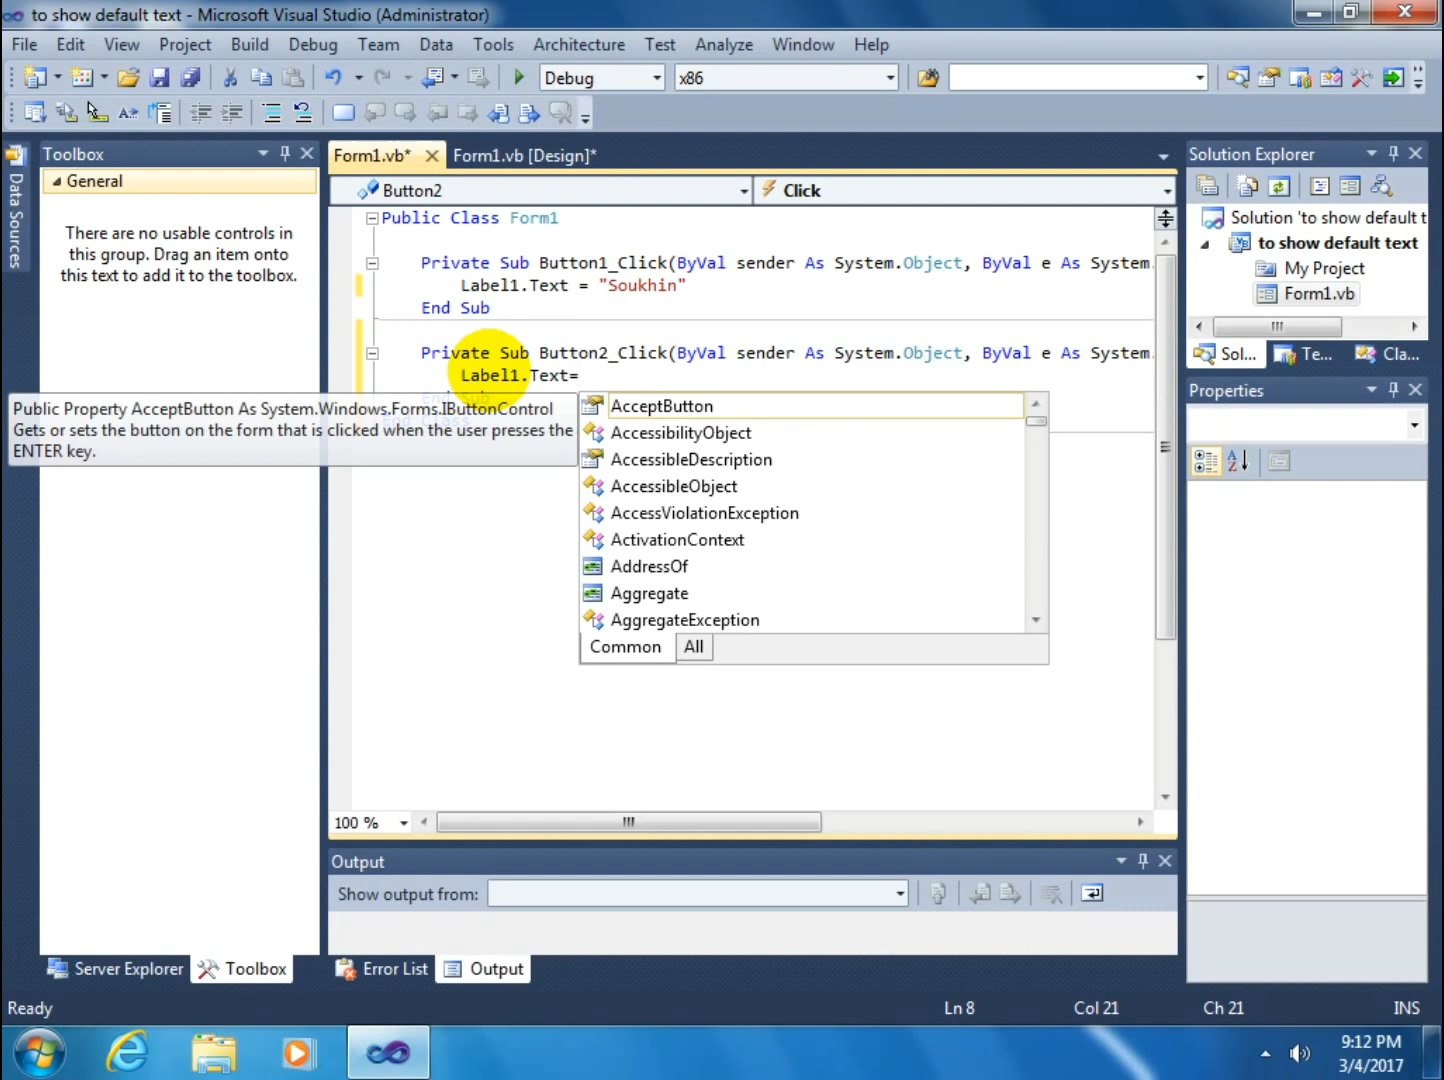 to show default text - Microsoft Visual Studio (Administrator)
File Edit View Project Build Debug Team Data Tools Architecture Test Analyze Window Help
Debug x86
Data Sources
Toolbox
General
There are no usable controls in
this group. Drag an item onto
this text to add it to the toolbox.
Form1.vb* Form1.vb [Design]*
Button2 Click
Public Class Form1
Private Sub Button1_Click(ByVal sender As System.Object, ByVal e As System.
Label1.Text = "Soukhin"
End Sub
Private Sub Button2_Click(ByVal sender As System.Object, ByVal e As System.
Label1.Text=
End Sub
End Class
Public Property AcceptButton As System.Windows.Forms.IButtonControl
Gets or sets the button on the form that is clicked when the user presses the
ENTER key.
AcceptButton
AccessibilityObject
AccessibleDescription
AccessibleObject
AccessViolationException
ActivationContext
AddressOf
Aggregate
AggregateException
Common All
100 %
Output
Show output from:
Server Explorer Toolbox
Error List Output
Solution Explorer
Solution 'to show default t
to show default text
My Project
Form1.vb
Sol... Te... Cla...
Properties
Ready Ln 8 Col 21 Ch 21 INS
9:12 PM
3/4/2017